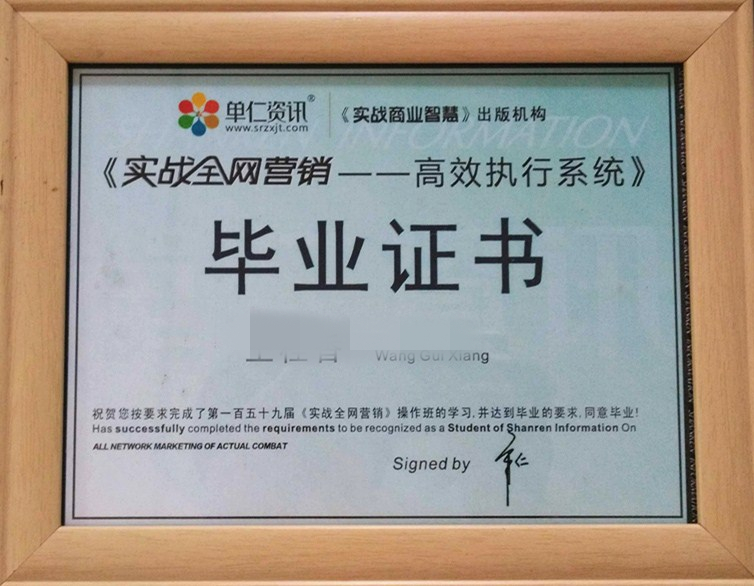 单仁资讯® 《实战商业智慧》出版机构
www.srzxjt.com
INFORMATION
《实战全网营销——高效执行系统》
毕业证书
Wang Gui Xiang
祝贺您按要求完成了第一百五十九届《实战全网营销》操作班的学习,并达到毕业的要求,同意毕业!
Has successfully completed the requirements to be recognized as a Student of Shanren Information On
ALL NETWORK MARKETING OF ACTUAL COMBAT
Signed by 单仁